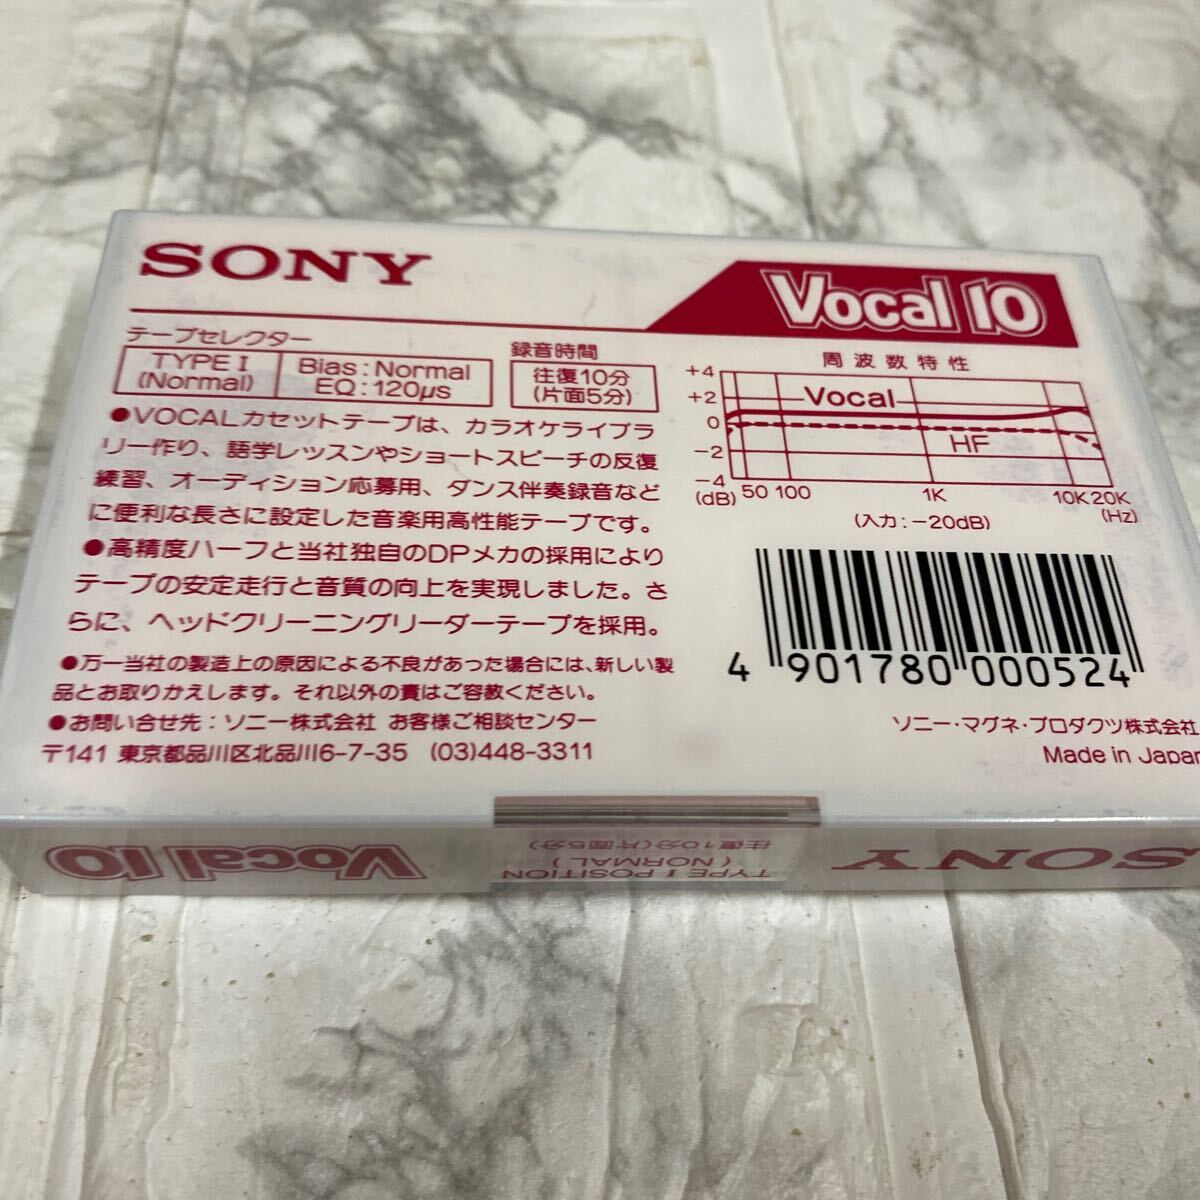 SONY
Vocal 10
テープセレクター
TYPE I
(Normal)
Bias : Normal
EQ : 120μs
録音時間
往復10分
(片面5分)
●VOCALカセットテープは、カラオケライブラ
リー作り、語学レッスンやショートスピーチの反復
練習、オーディション応募用、ダンス伴奏録音など
に便利な長さに設定した音楽用高性能テープです。
●高精度ハーフと当社独自のDPメカの採用により
テープの安定走行と音質の向上を実現しました。さ
らに、ヘッドクリーニングリーダーテープを採用。
●万一当社の製造上の原因による不良があった場合には、新しい製
品とお取りかえします。それ以外の責はご容赦ください。
●お問い合せ先：ソニー株式会社 お客様ご相談センター
〒141 東京都品川区北品川6-7-35 (03)448-3311
周波数特性
+4
+2
0
-2
-4
(dB)
Vocal
HF
50 100 1K 10K 20K
(Hz)
(入力：-20dB)
4 901780 000524
ソニー・マグネ・プロダクツ株式会社
Made in Japan
Vocal 10
TYPE I POSITION
(NORMAL)
往復10分(片面5分)
SONY